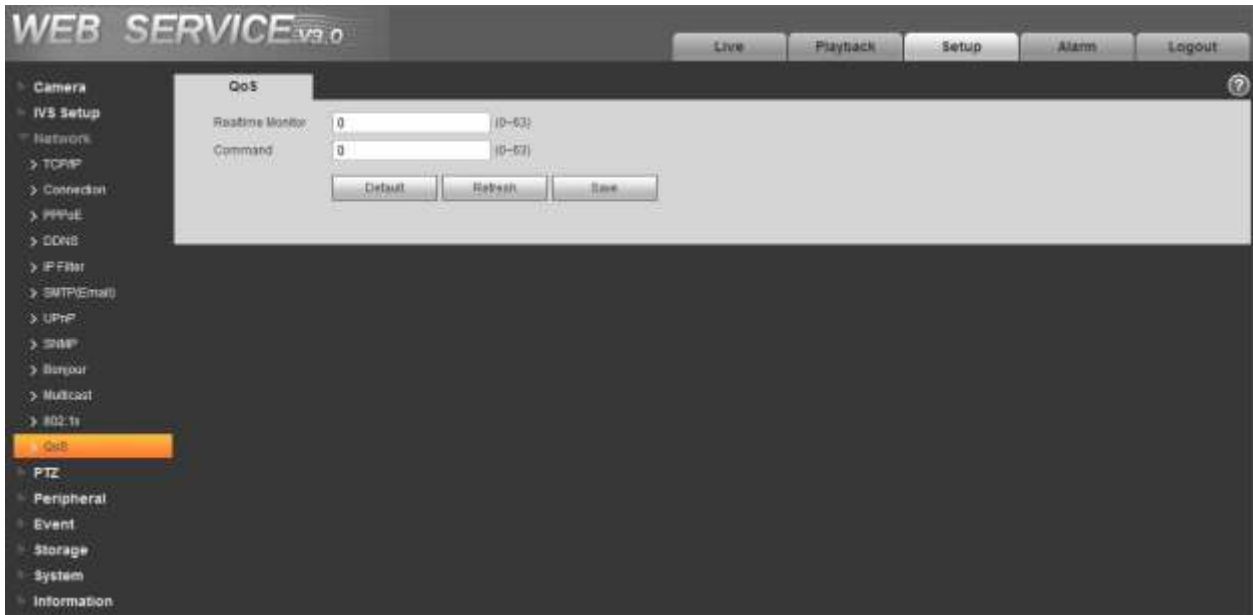 WEB SERVICE V3.0
Live Playback Setup Alarm Logout
Camera
IVS Setup
Network
TCP/IP
Connection
PPPoE
DDNS
IP Filter
SMTP(Email)
UPnP
SNMP
Bonjour
Multicast
802.1x
QoS
PTZ
Peripheral
Event
Storage
System
Information
QoS
Realtime Monitor 0 (0~63)
Command 0 (0~63)
Default Refresh Save
?